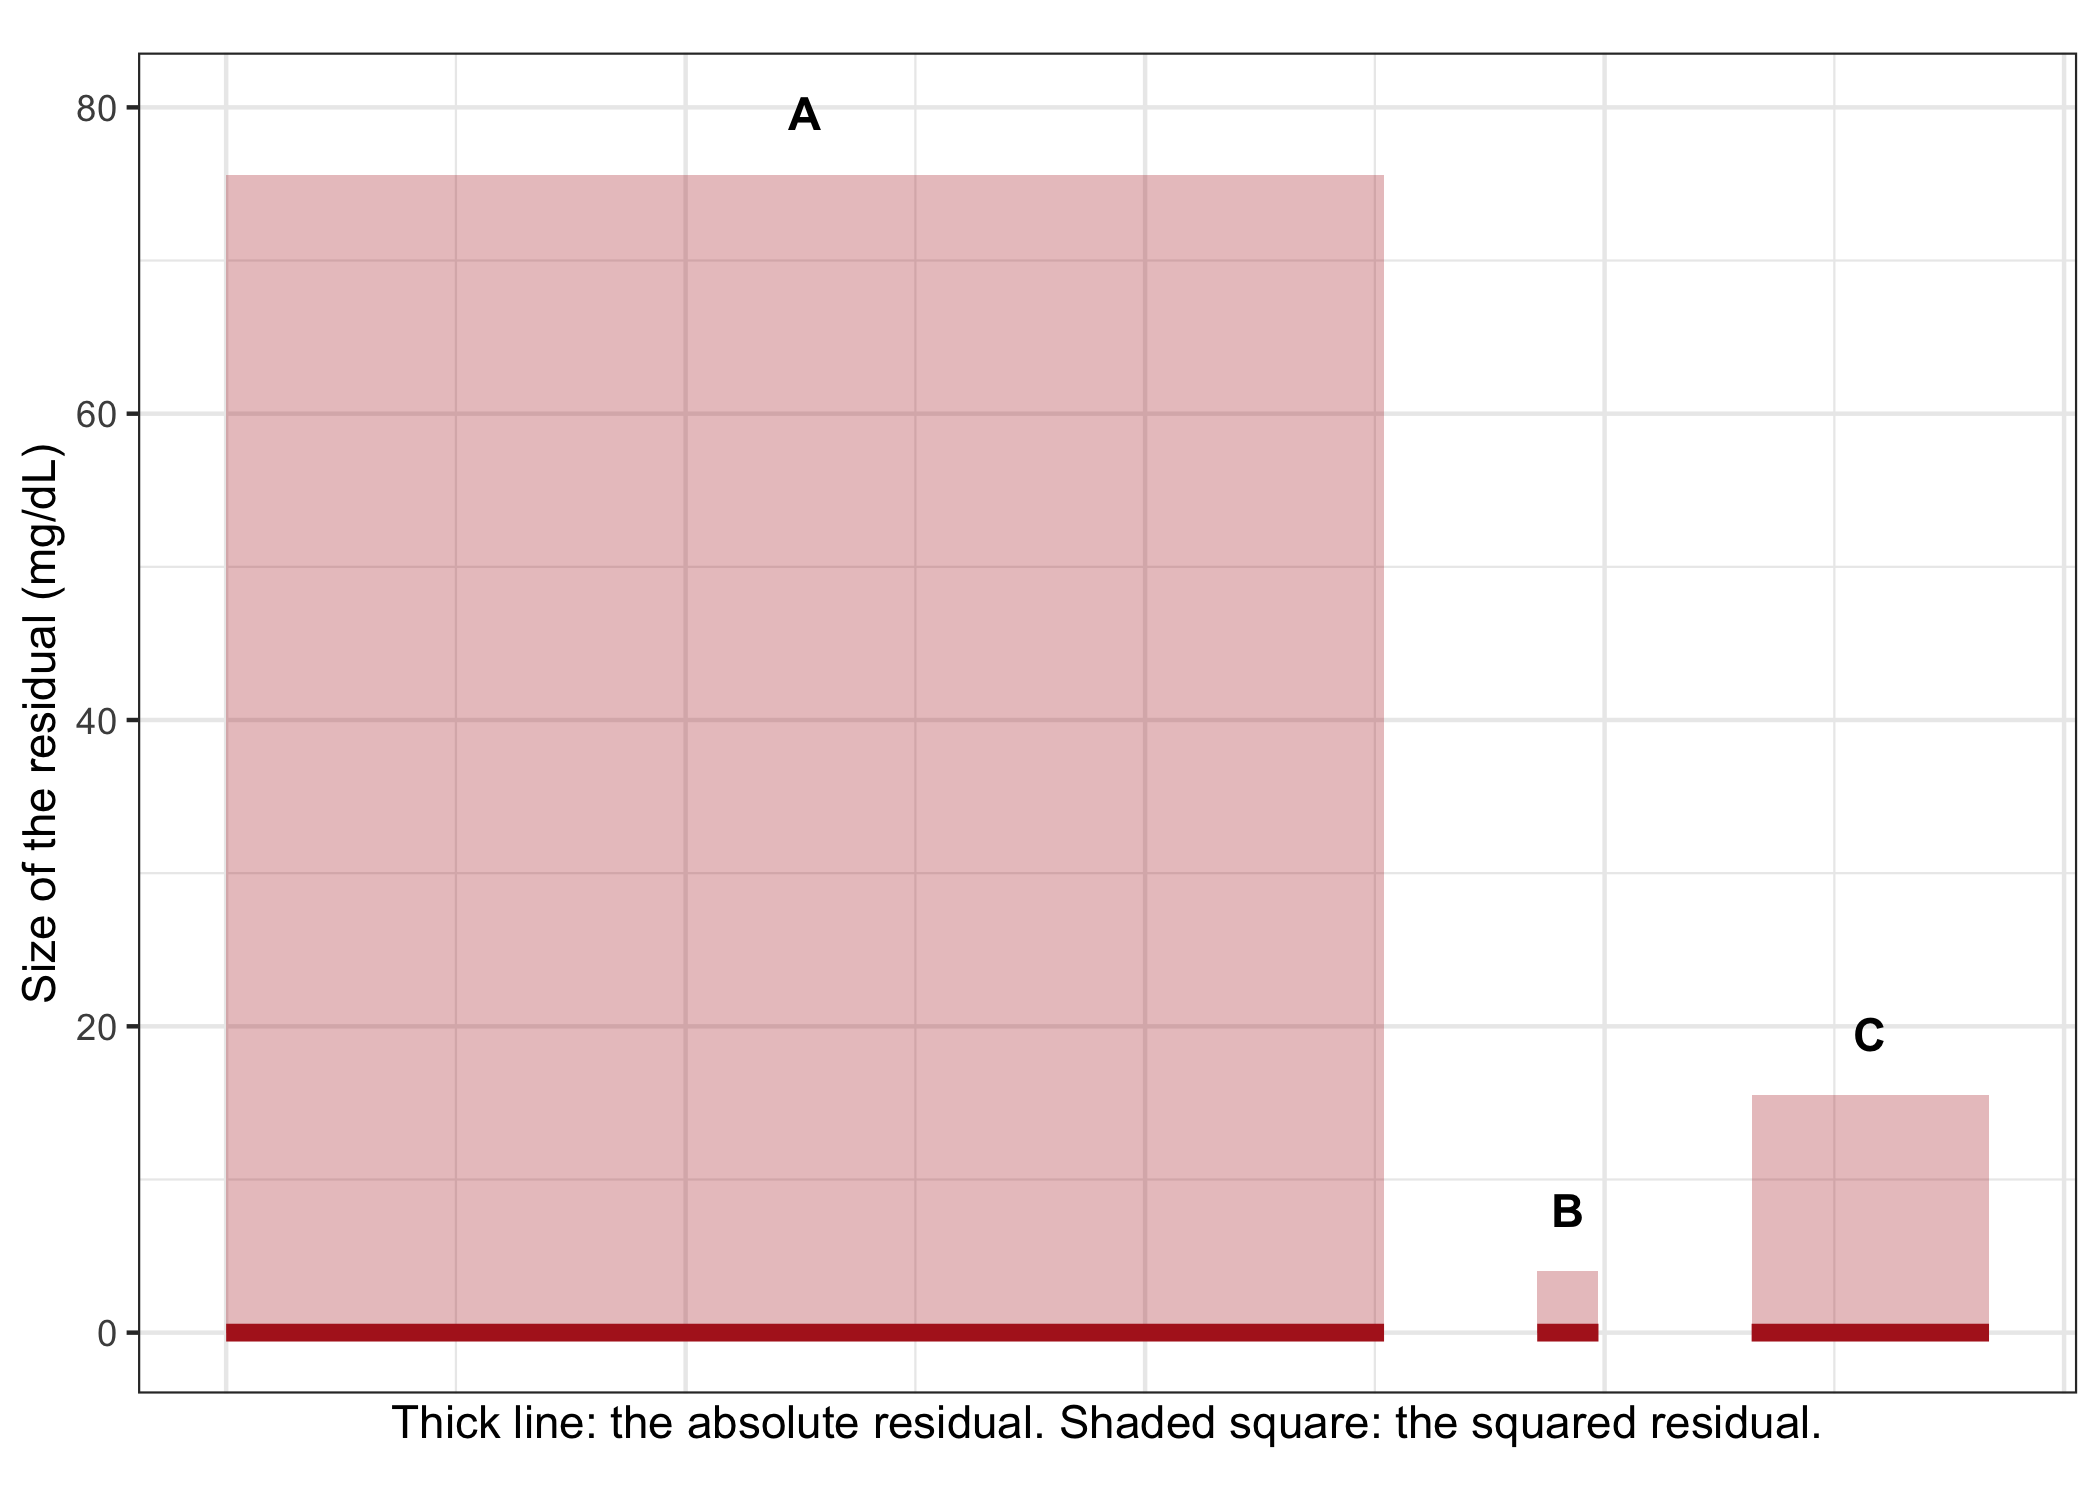 80
A
60
Size of the residual (mg/dL)
40
20
C
B
0
Thick line: the absolute residual. Shaded square: the squared residual.